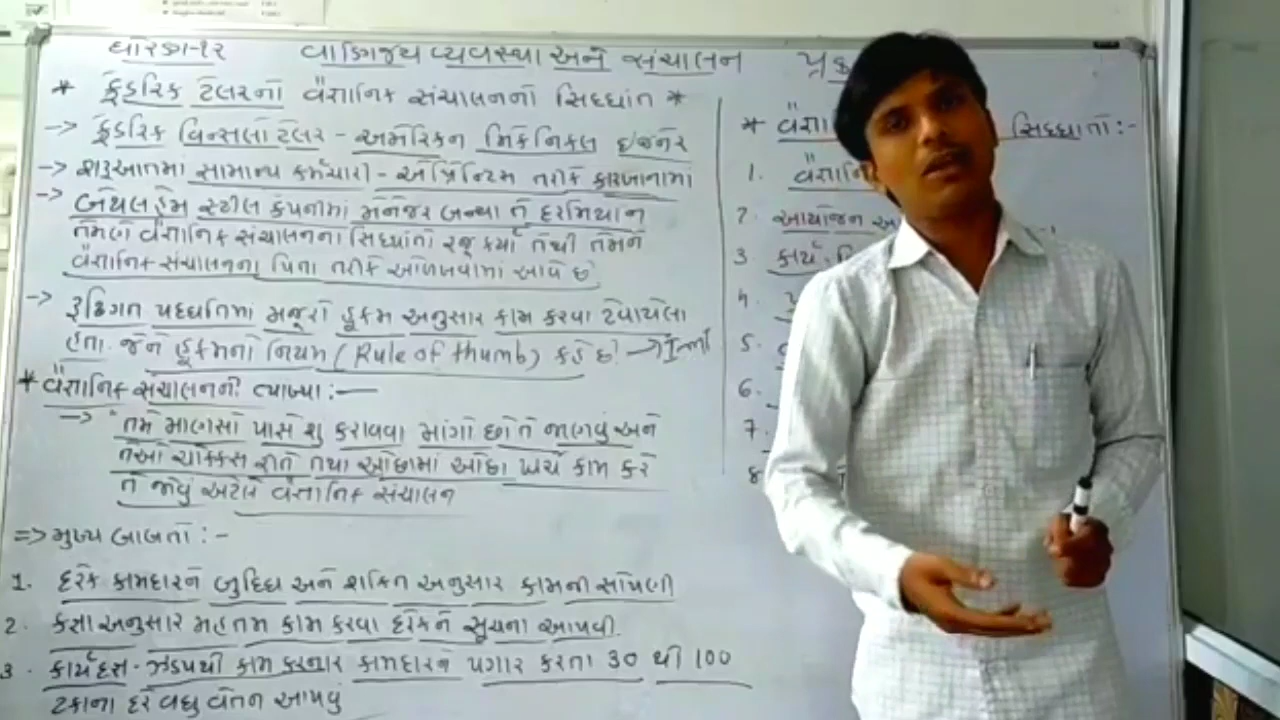 ધોરણ-૧૨ વાણિજ્ય વ્યવસ્થા અને સંચાલન
* ફ્રેડરિક ટેલરનો વૈજ્ઞાનિક સંચાલનનો સિધ્ધાંત *
-> ફ્રેડરિક વિન્સલો ટેલર - અમેરિકન મિકેનિકલ ઇજનેર
-> શરૂઆતમાં સામાન્ય કર્મચારી - એપ્રિન્ટિસ તરીકે કારખાનામાં
-> બેથલહેમ સ્ટીલ કંપનીમાં મેનેજર બન્યા તે દરમિયાન
તેમણે વૈજ્ઞાનિક સંચાલનના સિધ્ધાંતો રજૂ કર્યા તેથી તેમને
વૈજ્ઞાનિક સંચાલનના પિતા તરીકે ઓળખવામાં આવે છે
-> રૂઢિગત પધ્ધતિમાં મજૂરો હૂકમ અનુસાર કામ કરવા ટેવાયેલા
હતા. જેને હૂકમનો નિયમ (Rule of thumb) કહે છે ->
* વૈજ્ઞાનિક સંચાલનની વ્યાખ્યા :-
-> "તમે માણસો પાસે શુ કરાવવા માંગો છો તે જાણવું અને
તેઓ ચોક્કસ રીતે તથા ઓછામાં ઓછા ખર્ચે કામ કરે
તે જોવું એટલે વૈજ્ઞાનિક સંચાલન
=> મુખ્ય બાબતો :-
1. દરેક કામદારને બુદ્ધિ અને શક્તિ અનુસાર કામની સોંપણી
2. કક્ષા અનુસાર મહતમ કામ કરવા દરેકને સુચના આપવી.
3. કાર્યદક્ષ - ઝડપથી કામ કરનાર કામદારને પગાર કરતા 30 થી 100
ટકાના દરે વધુ વેતન આપવું
* સિધ્ધાંતો :-
1.
2. આયોજન
3 કાર્ય
4.
5.
6.
7.